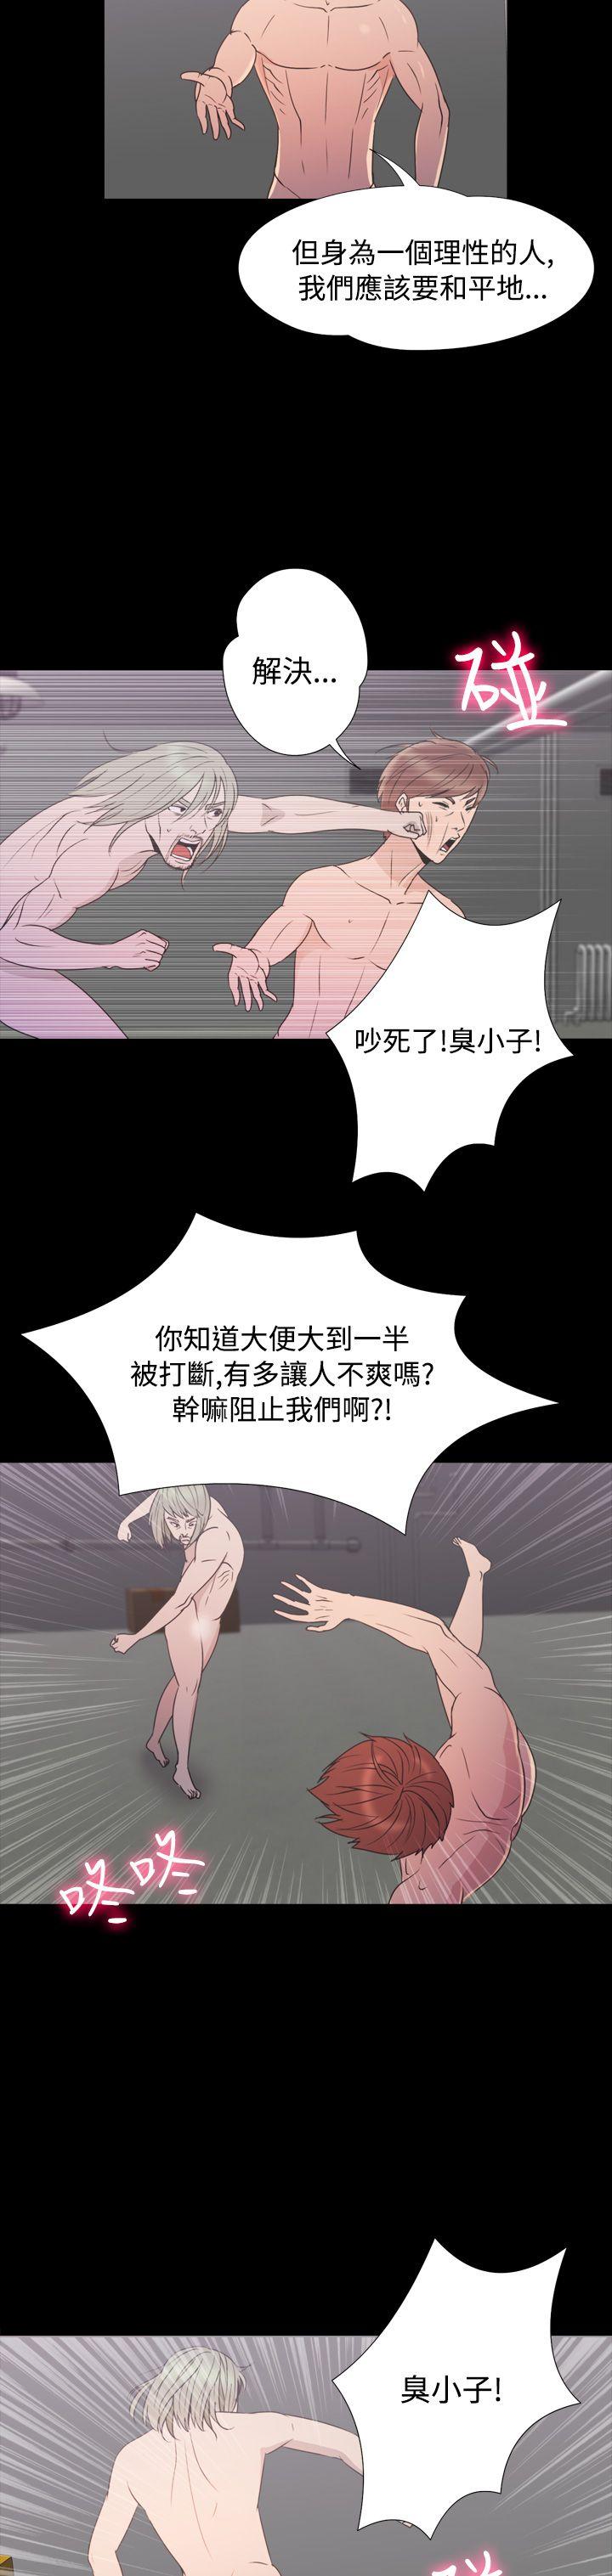 但身為一個理性的人,
我們應該要和平地...
解決...
碰
吵死了!臭小子!
你知道大便大到一半
被打斷,有多讓人不爽嗎?
幹嘛阻止我們啊?!
咚咚
臭小子!